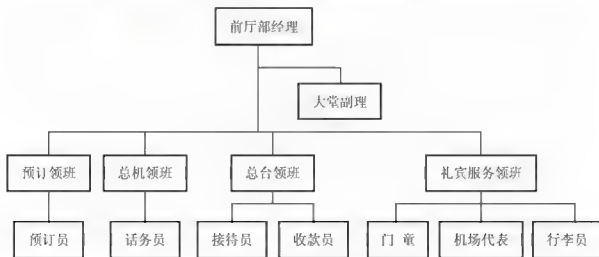 前厅部经理
大堂副理
预订领班
总机领班
总台领班
礼宾服务领班
预订员
话务员
接待员
收款员
门 童
机场代表
行李员